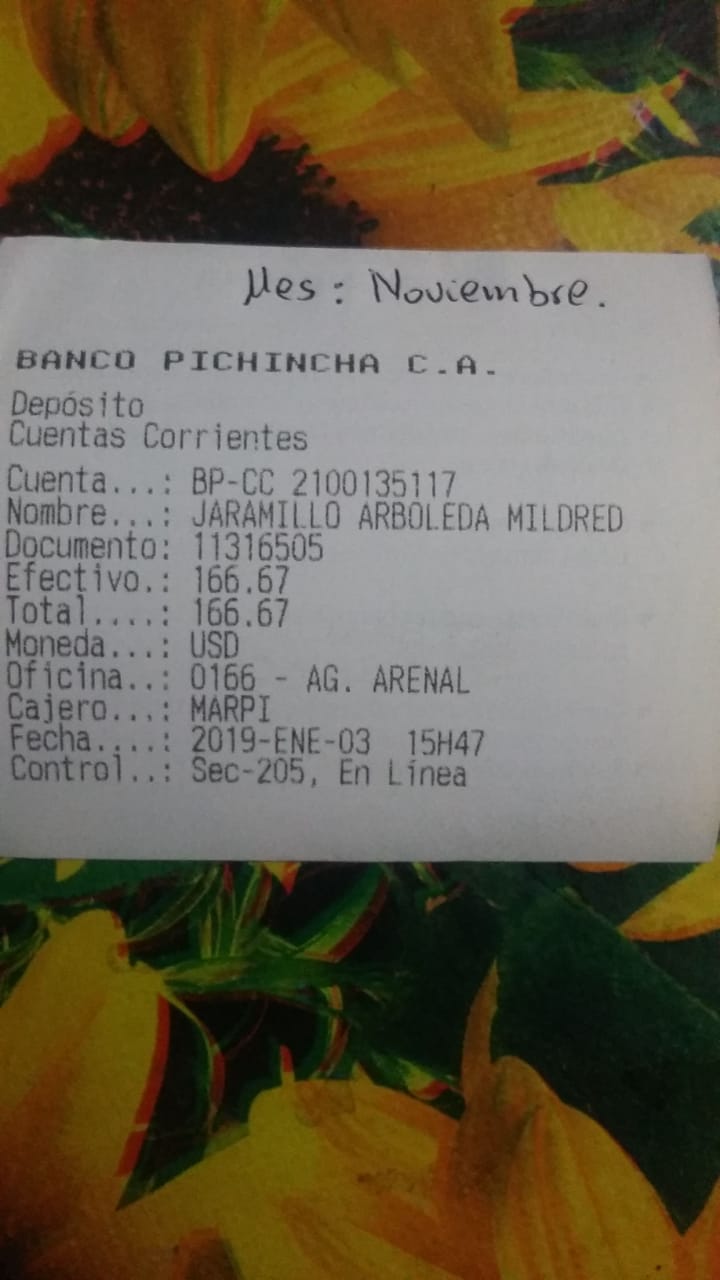 Mes: Noviembre.
BANCO PICHINCHA C.A.
Depósito
Cuentas Corrientes
Cuenta...: BP-CC 2100135117
Nombre...: JARAMILLO ARBOLEDA MILDRED
Documento: 11316505
Efectivo.: 166.67
Total....: 166.67
Moneda...: USD
Oficina..: 0166 - AG. ARENAL
Cajero...: MARPI
Fecha....: 2019-ENE-03 15H47
Control..: Sec-205, En Línea